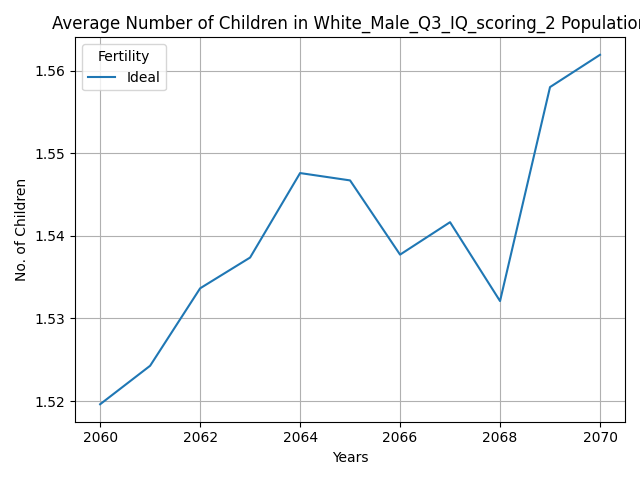 Average Number of Children in White_Male_Q3_IQ_scoring_2 Population
Fertility
Ideal
No. of Children
1.56
1.55
1.54
1.53
1.52
2060 2062 2064 2066 2068 2070
Years